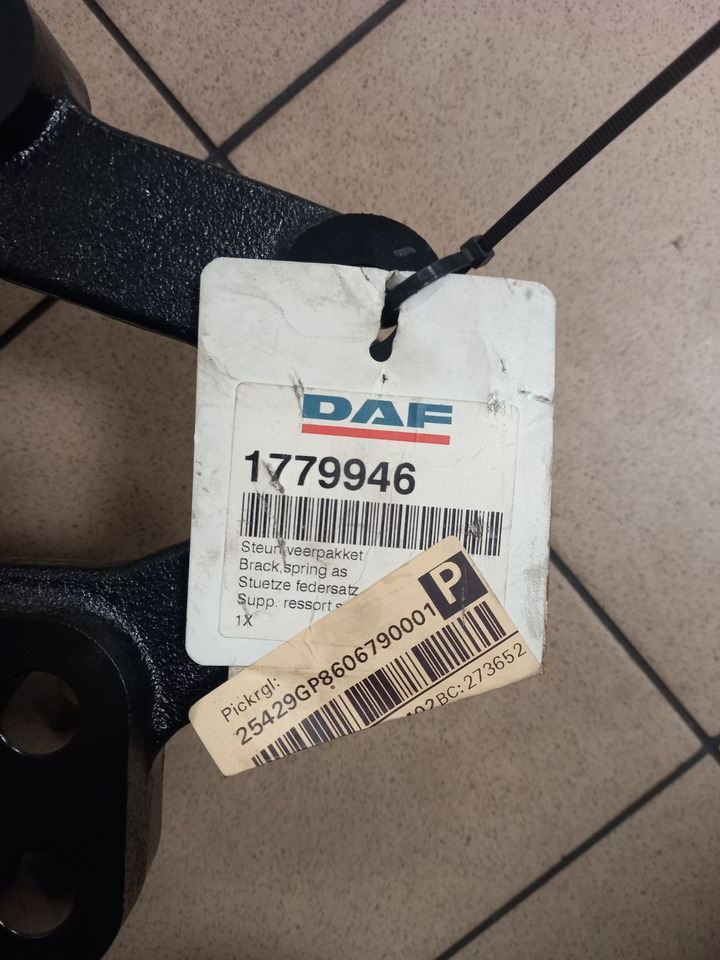 DAF
1779946
Steun,veerpakket
Brack,spring as
Stuetze federsatz
Supp. ressort
1X
P
Pickrgl:
25429GP8606790001
BC: 273652